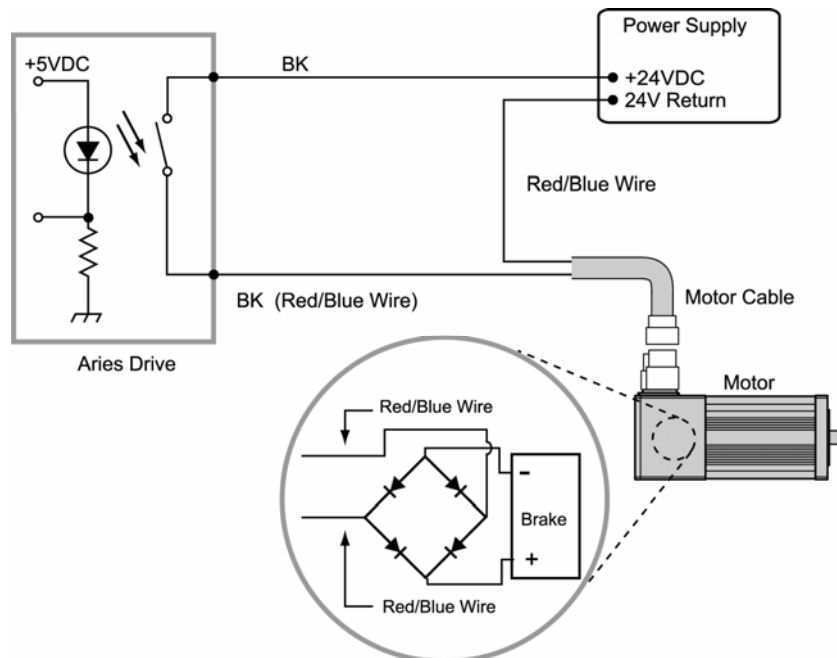 Power Supply
+5VDC
BK
+24VDC
24V Return
Red/Blue Wire
BK (Red/Blue Wire)
Motor Cable
Aries Drive
Motor
Red/Blue Wire
-
Brake
+
Red/Blue Wire